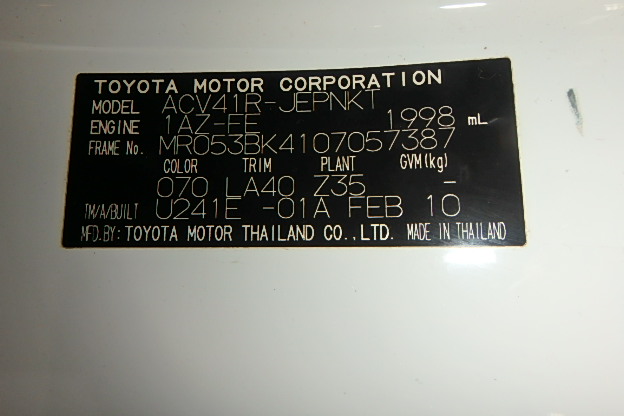 TOYOTA MOTOR CORPORATION
MODEL ACV41R-JEPNKT
ENGINE 1AZ-FE 1998 mL
FRAME No. MR053BK4107057387
COLOR TRIM PLANT GVM(kg)
070 LA40 Z35 -
TM/A/BUILT U241E -01A FEB 10
MFD.BY: TOYOTA MOTOR THAILAND CO.,LTD. MADE IN THAILAND